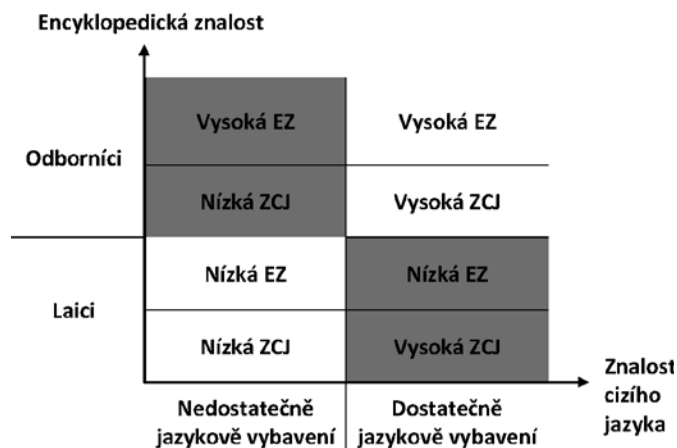 Encyklopedická znalost
Vysoká EZ
Vysoká EZ
Odborníci
Nízká ZCJ
Vysoká ZCJ
Nízká EZ
Nízká EZ
Laici
Nízká ZCJ
Vysoká ZCJ
Znalost
cizího
jazyka
Nedostatečně
jazykově vybavení
Dostatečně
jazykově vybavení